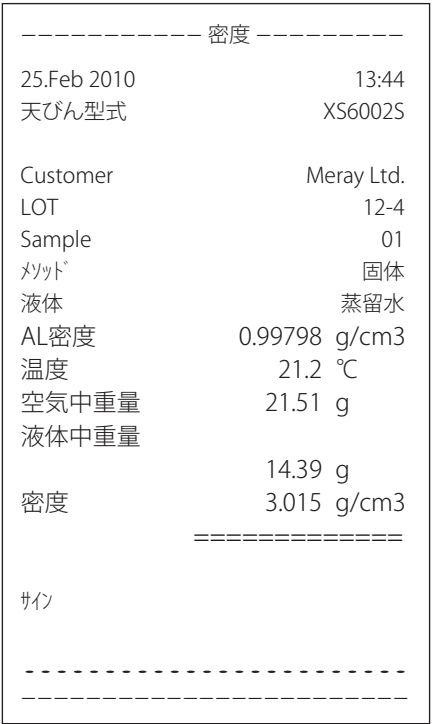 ----------- 密度 ---------
25.Feb 2010 13:44
天びん型式 XS6002S
Customer Meray Ltd.
LOT 12-4
Sample 01
ﾒｿｯﾄﾞ 固体
液体 蒸留水
AL密度 0.99798 g/cm3
温度 21.2 ℃
空気中重量 21.51 g
液体中重量
14.39 g
密度 3.015 g/cm3
=============
ｻｲﾝ
------------------------
------------------------